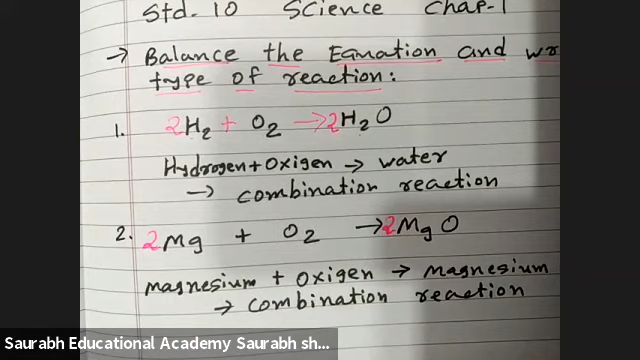 Std- 10 Science Chap-1
→ Balance the Eqnation and wr
type of reaction:
1. 2H2 + O2 → 2H2O
Hydrogen + Oxigen → water
→ combination reaction
2. 2Mg + O2 → 2MgO
magnesium + Oxigen → magnesium
→ combination reaction
Saurabh Educational Academy Saurabh sh...